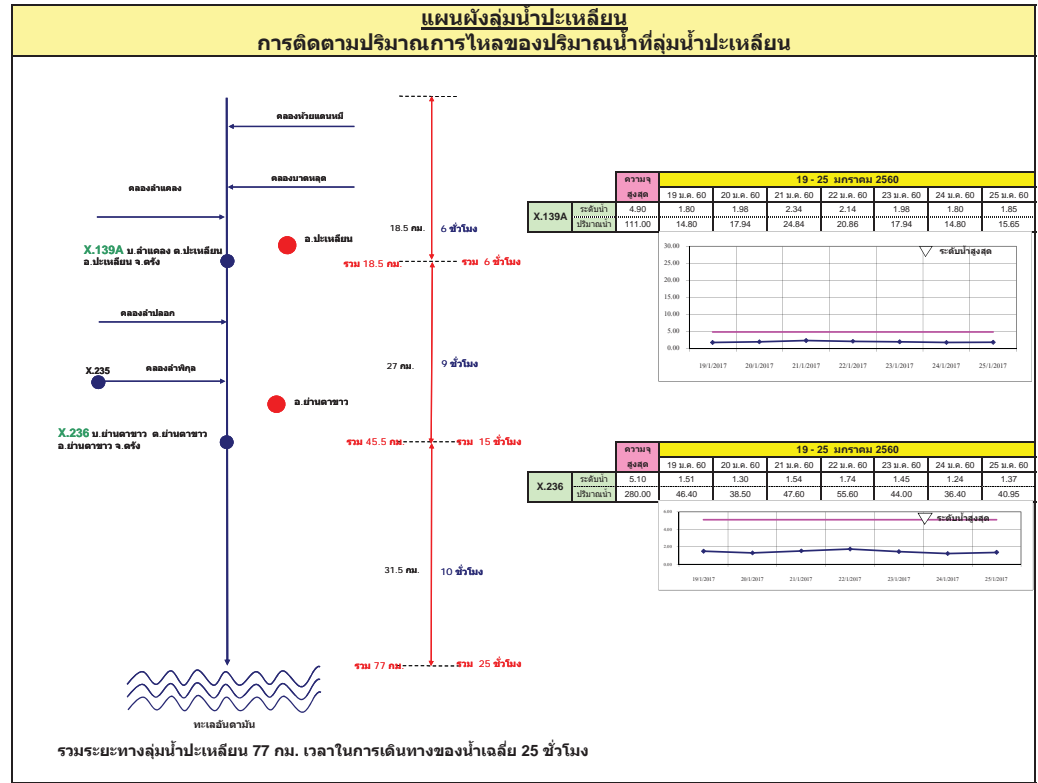 แผนผังลุ่มน้ำปะเหลียน
การติดตามปริมาณการไหลของปริมาณน้ำที่ลุ่มน้ำปะเหลียน
คลองห้วยแดนหมี
คลองบาดหลุด
คลองลำแคลง
18.5 กม. 6 ชั่วโมง
อ.ปะเหลียน
X.139A บ.ลำแคลง ต.ปะเหลียน
อ.ปะเหลียน จ.ตรัง
รวม 18.5 กม. รวม 6 ชั่วโมง
คลองลำปลอก
27 กม. 9 ชั่วโมง
X.235 คลองลำพิกุล
อ.ย่านตาขาว
X.236 บ.ย่านตาขาว ต.ย่านตาขาว
อ.ย่านตาขาว จ.ตรัง
รวม 45.5 กม. รวม 15 ชั่วโมง
31.5 กม. 10 ชั่วโมง
รวม 77 กม. รวม 25 ชั่วโมง
ทะเลอันดามัน
รวมระยะทางลุ่มน้ำปะเหลียน 77 กม. เวลาในการเดินทางของน้ำเฉลี่ย 25 ชั่วโมง
ความจุ 19 - 25 มกราคม 2560
สูงสุด 19 ม.ค. 60 20 ม.ค. 60 21 ม.ค. 60 22 ม.ค. 60 23 ม.ค. 60 24 ม.ค. 60 25 ม.ค. 60
X.139A
ระดับน้ำ 4.90 1.80 1.98 2.34 2.14 1.98 1.80 1.85
ปริมาณน้ำ 111.00 14.80 17.94 24.84 20.86 17.94 14.80 15.65
ระดับน้ำสูงสุด
30.00
25.00
20.00
15.00
10.00
5.00
0.00
19/1/2017 20/1/2017 21/1/2017 22/1/2017 23/1/2017 24/1/2017 25/1/2017
ความจุ 19 - 25 มกราคม 2560
สูงสุด 19 ม.ค. 60 20 ม.ค. 60 21 ม.ค. 60 22 ม.ค. 60 23 ม.ค. 60 24 ม.ค. 60 25 ม.ค. 60
X.236
ระดับน้ำ 5.10 1.51 1.30 1.54 1.74 1.45 1.24 1.37
ปริมาณน้ำ 280.00 46.40 38.50 47.60 55.60 44.00 36.40 40.95
ระดับน้ำสูงสุด
6.00
4.00
2.00
0.00
19/1/2017 20/1/2017 21/1/2017 22/1/2017 23/1/2017 24/1/2017 25/1/2017